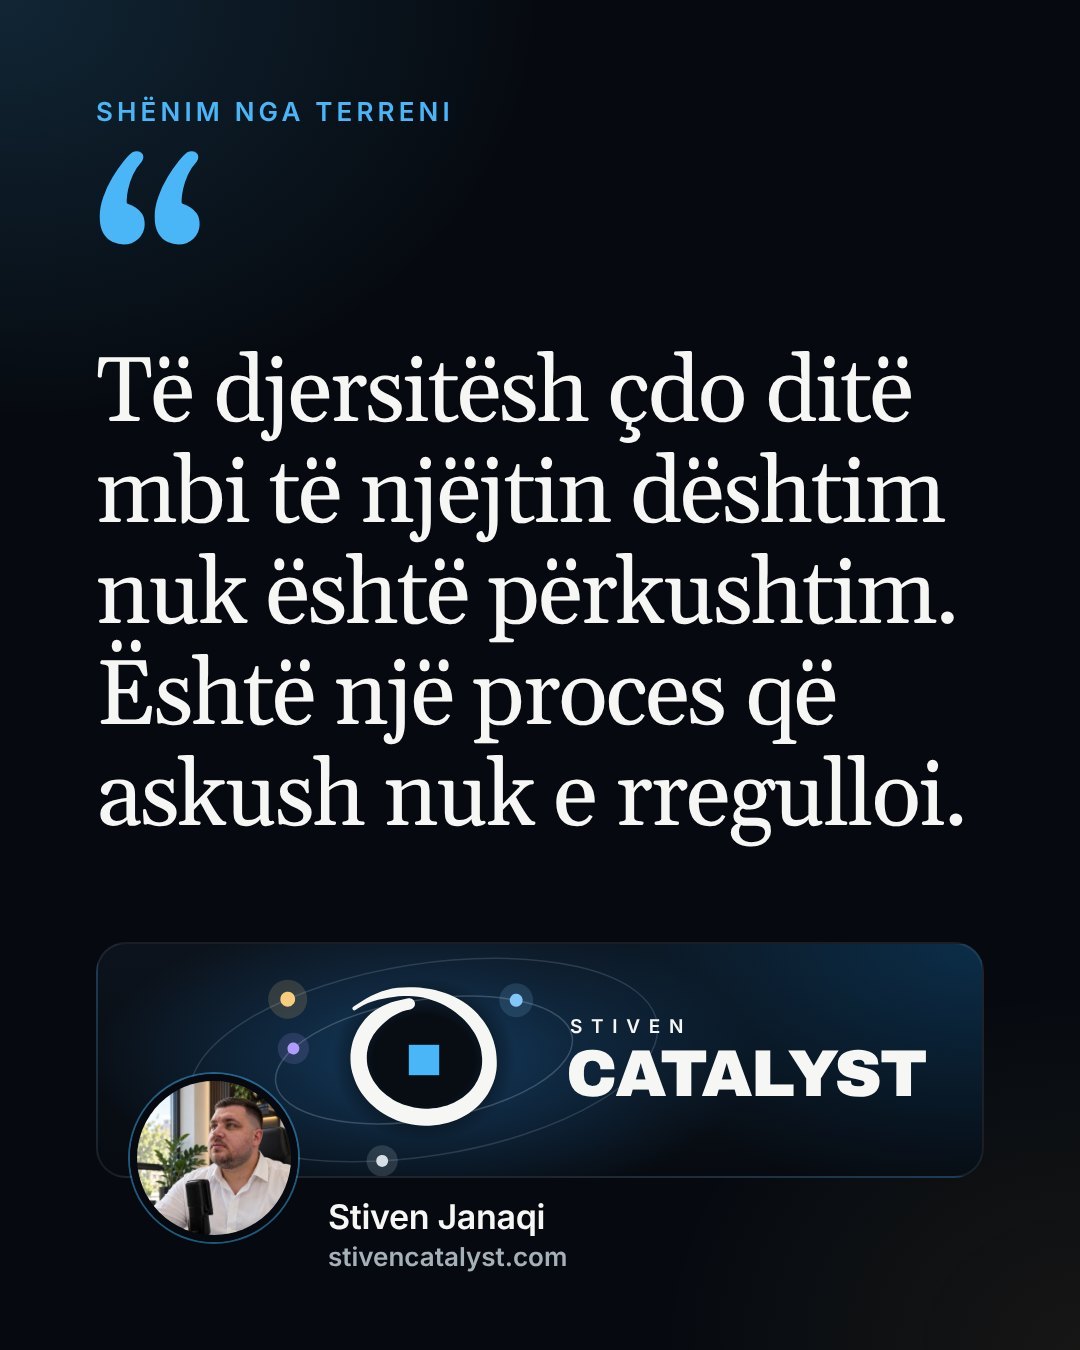 SHËNIM NGA TERRENI
“
Të djersitësh çdo ditë
mbi të njëjtin dështim
nuk është përkushtim.
Është një proces që
askush nuk e rregulloi.
STIVEN
CATALYST
Stiven Janaqi
stivencatalyst.com